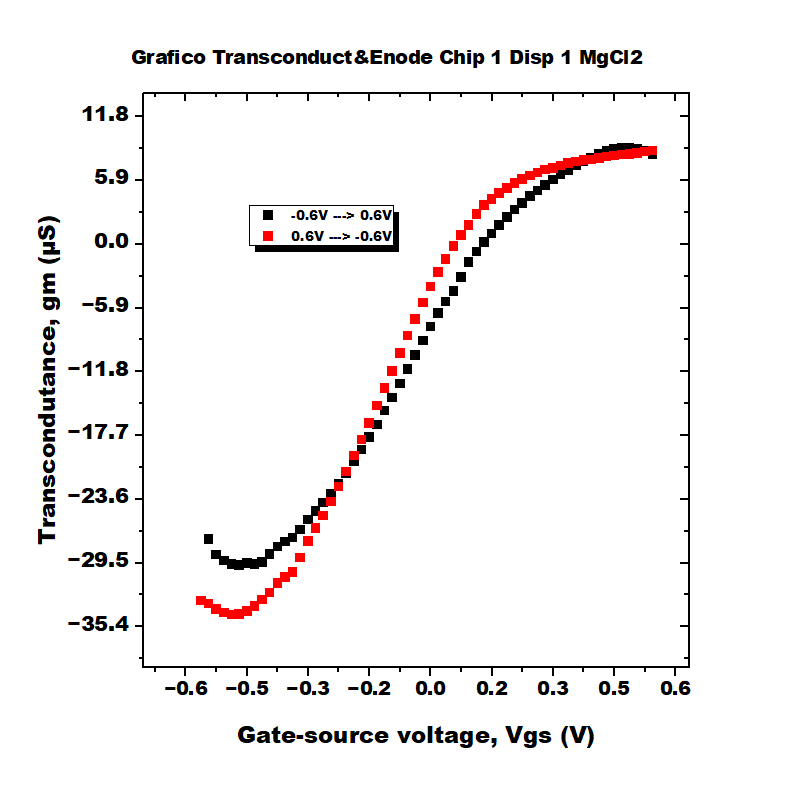 Grafico Transconduct&Enode Chip 1 Disp 1 MgCl2
11.8
5.9
0.0
−5.9
−11.8
−17.7
−23.6
−29.5
−35.4
-0.6V ---> 0.6V
0.6V ---> -0.6V
Transcondutance, gm (µS)
−0.6 −0.5 −0.3 −0.2 0.0 0.2 0.3 0.5 0.6
Gate-source voltage, Vgs (V)